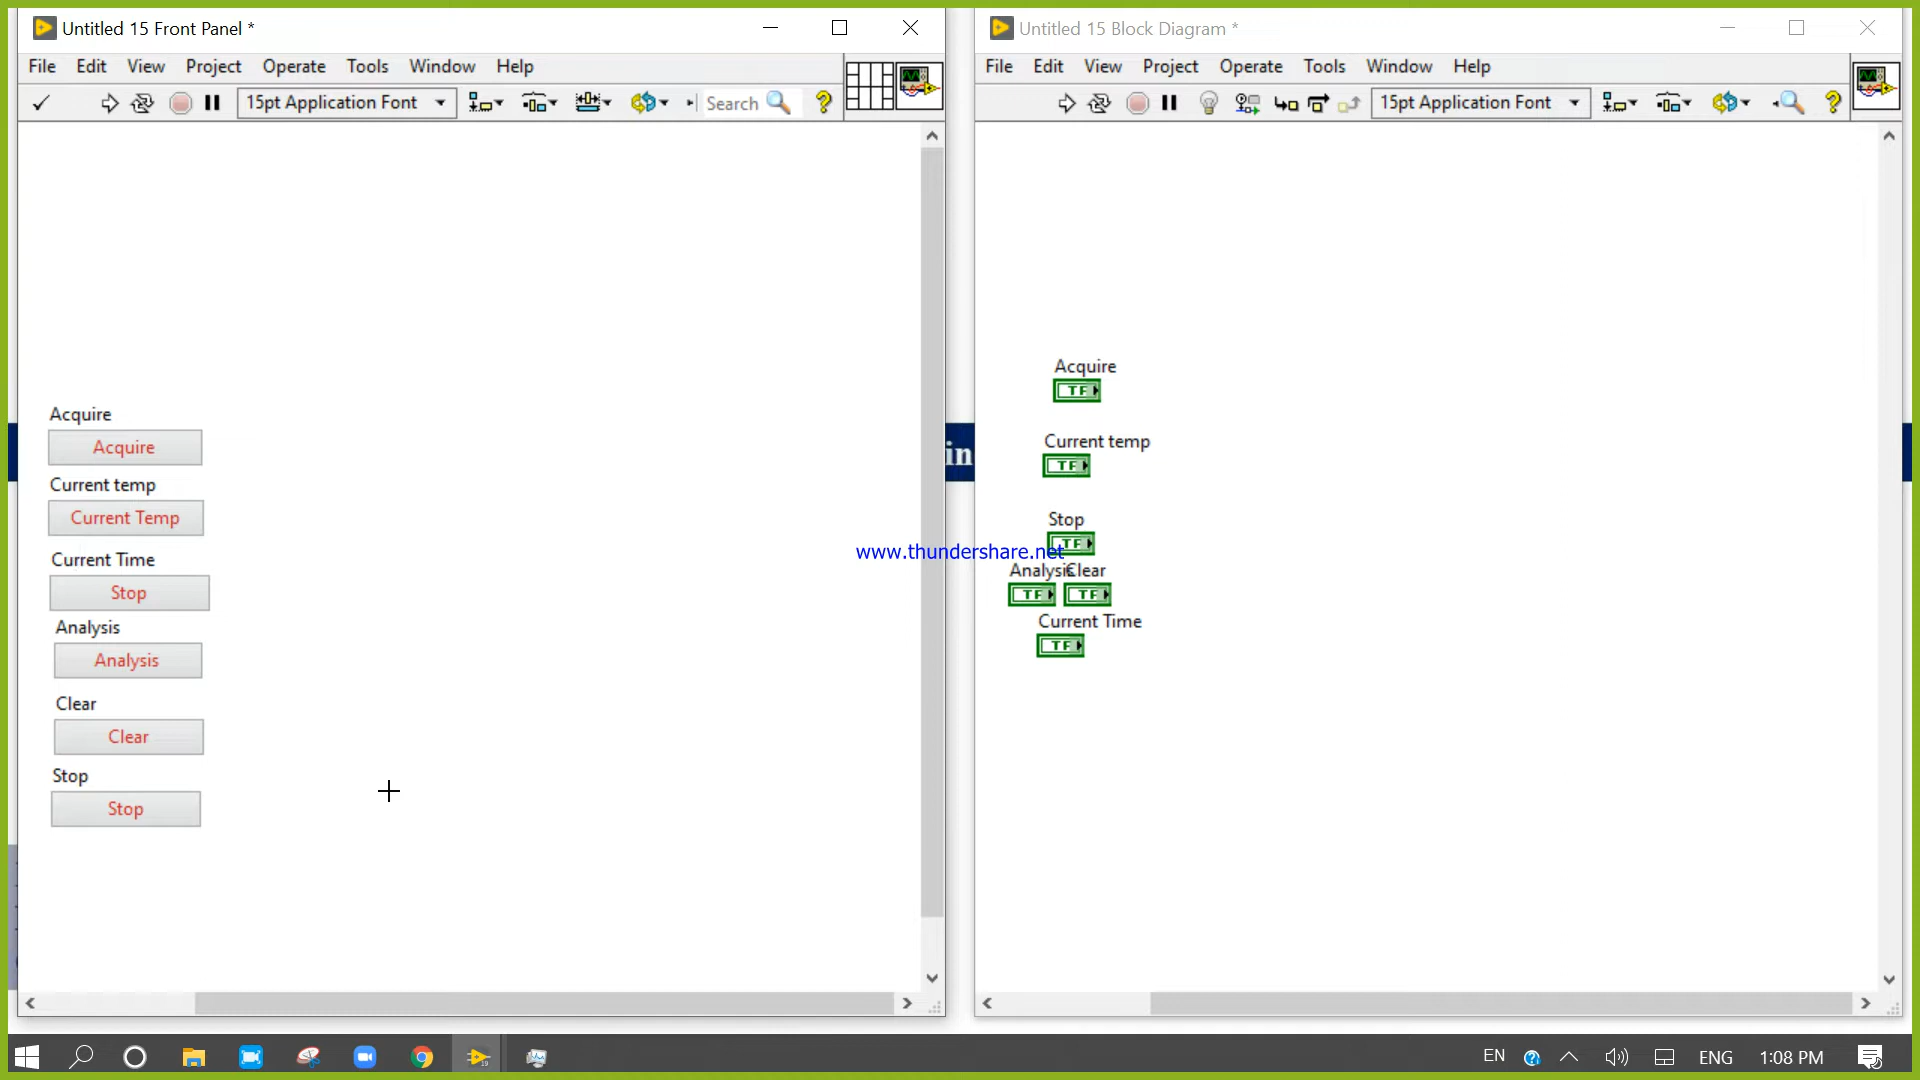 Untitled 15 Front Panel *
File Edit View Project Operate Tools Window Help
15pt Application Font
Search
Acquire
Acquire
Current temp
Current Temp
Current Time
Stop
Analysis
Analysis
Clear
Clear
Stop
Stop
in
www.thundershare.net
Untitled 15 Block Diagram *
File Edit View Project Operate Tools Window Help
15pt Application Font
Acquire
TF
Current temp
TF
Stop
TF
Analysis Clear
TF TF
Current Time
TF
EN ENG 1:08 PM